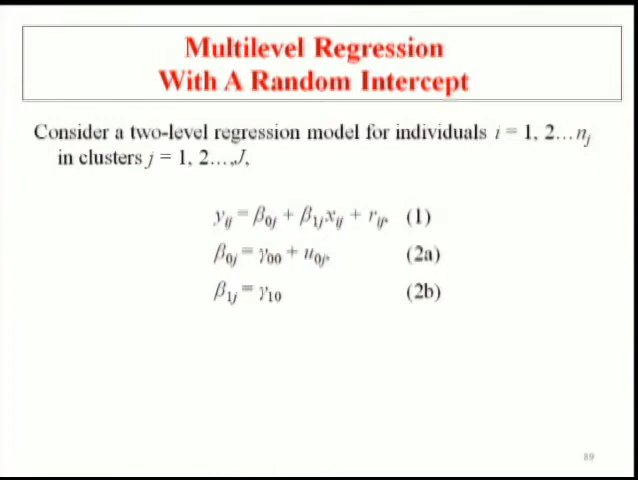 Multilevel Regression
With A Random Intercept
Consider a two-level regression model for individuals i = 1, 2…nj
in clusters j = 1, 2…,J,
yij = β0j + β1jxij + rij, (1)
β0j = γ00 + u0j, (2a)
β1j = γ10 (2b)
89